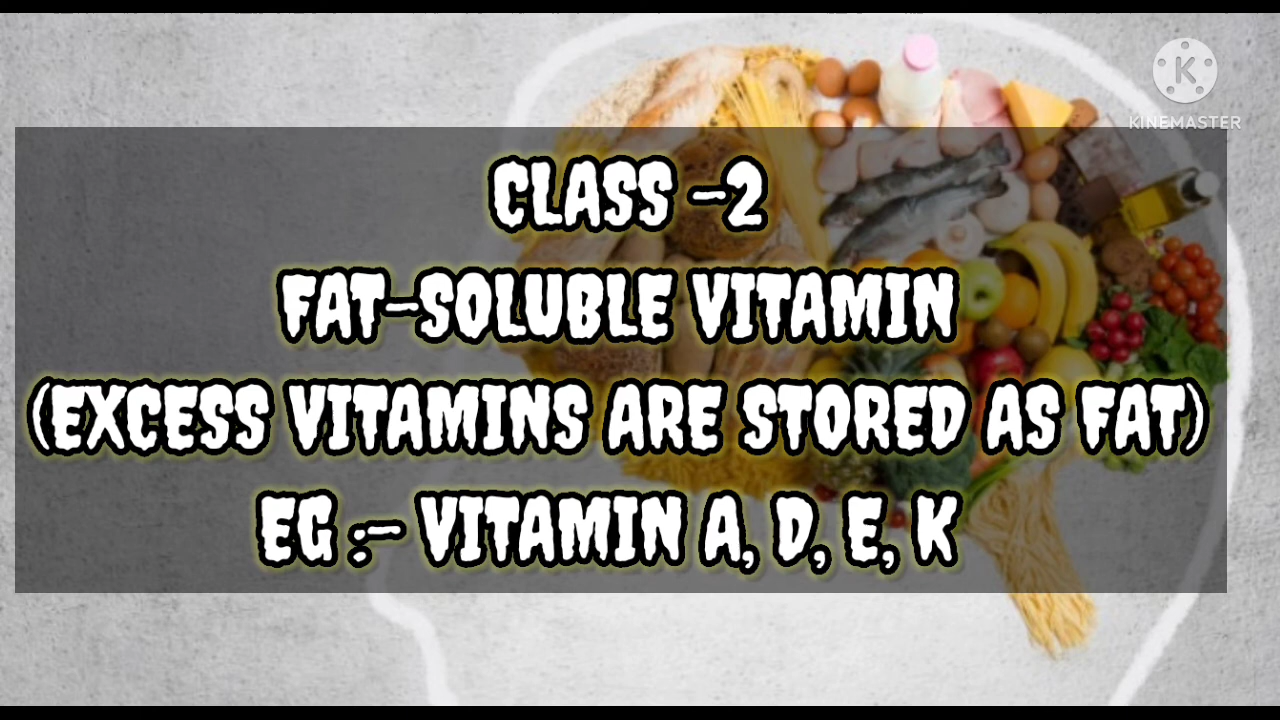 KINEMASTER
CLASS -2
FAT-SOLUBLE VITAMIN
(EXCESS VITAMINS ARE STORED AS FAT)
EG :- VITAMIN A, D, E, K